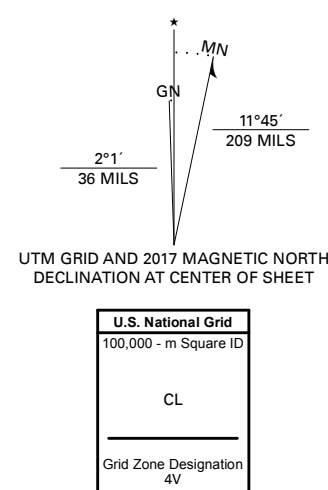 ★
MN
GN
11°45´
209 MILS
2°1´
36 MILS
UTM GRID AND 2017 MAGNETIC NORTH
DECLINATION AT CENTER OF SHEET
U.S. National Grid
100,000 - m Square ID
CL
Grid Zone Designation
4V